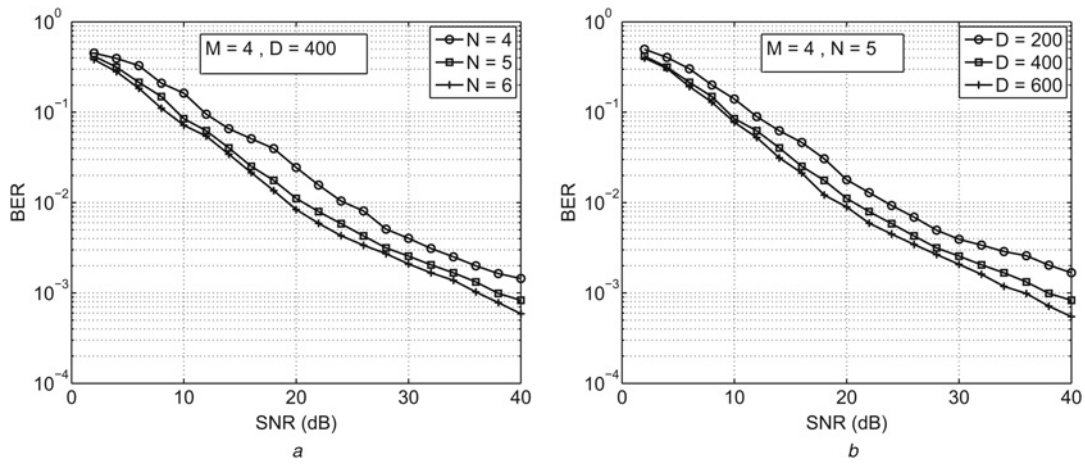 10^0
10^-1
10^-2
10^-3
10^-4
BER
0
10
20
30
40
SNR (dB)
M = 4 , D = 400
N = 4
N = 5
N = 6
a
10^0
10^-1
10^-2
10^-3
10^-4
BER
0
10
20
30
40
SNR (dB)
M = 4 , N = 5
D = 200
D = 400
D = 600
b